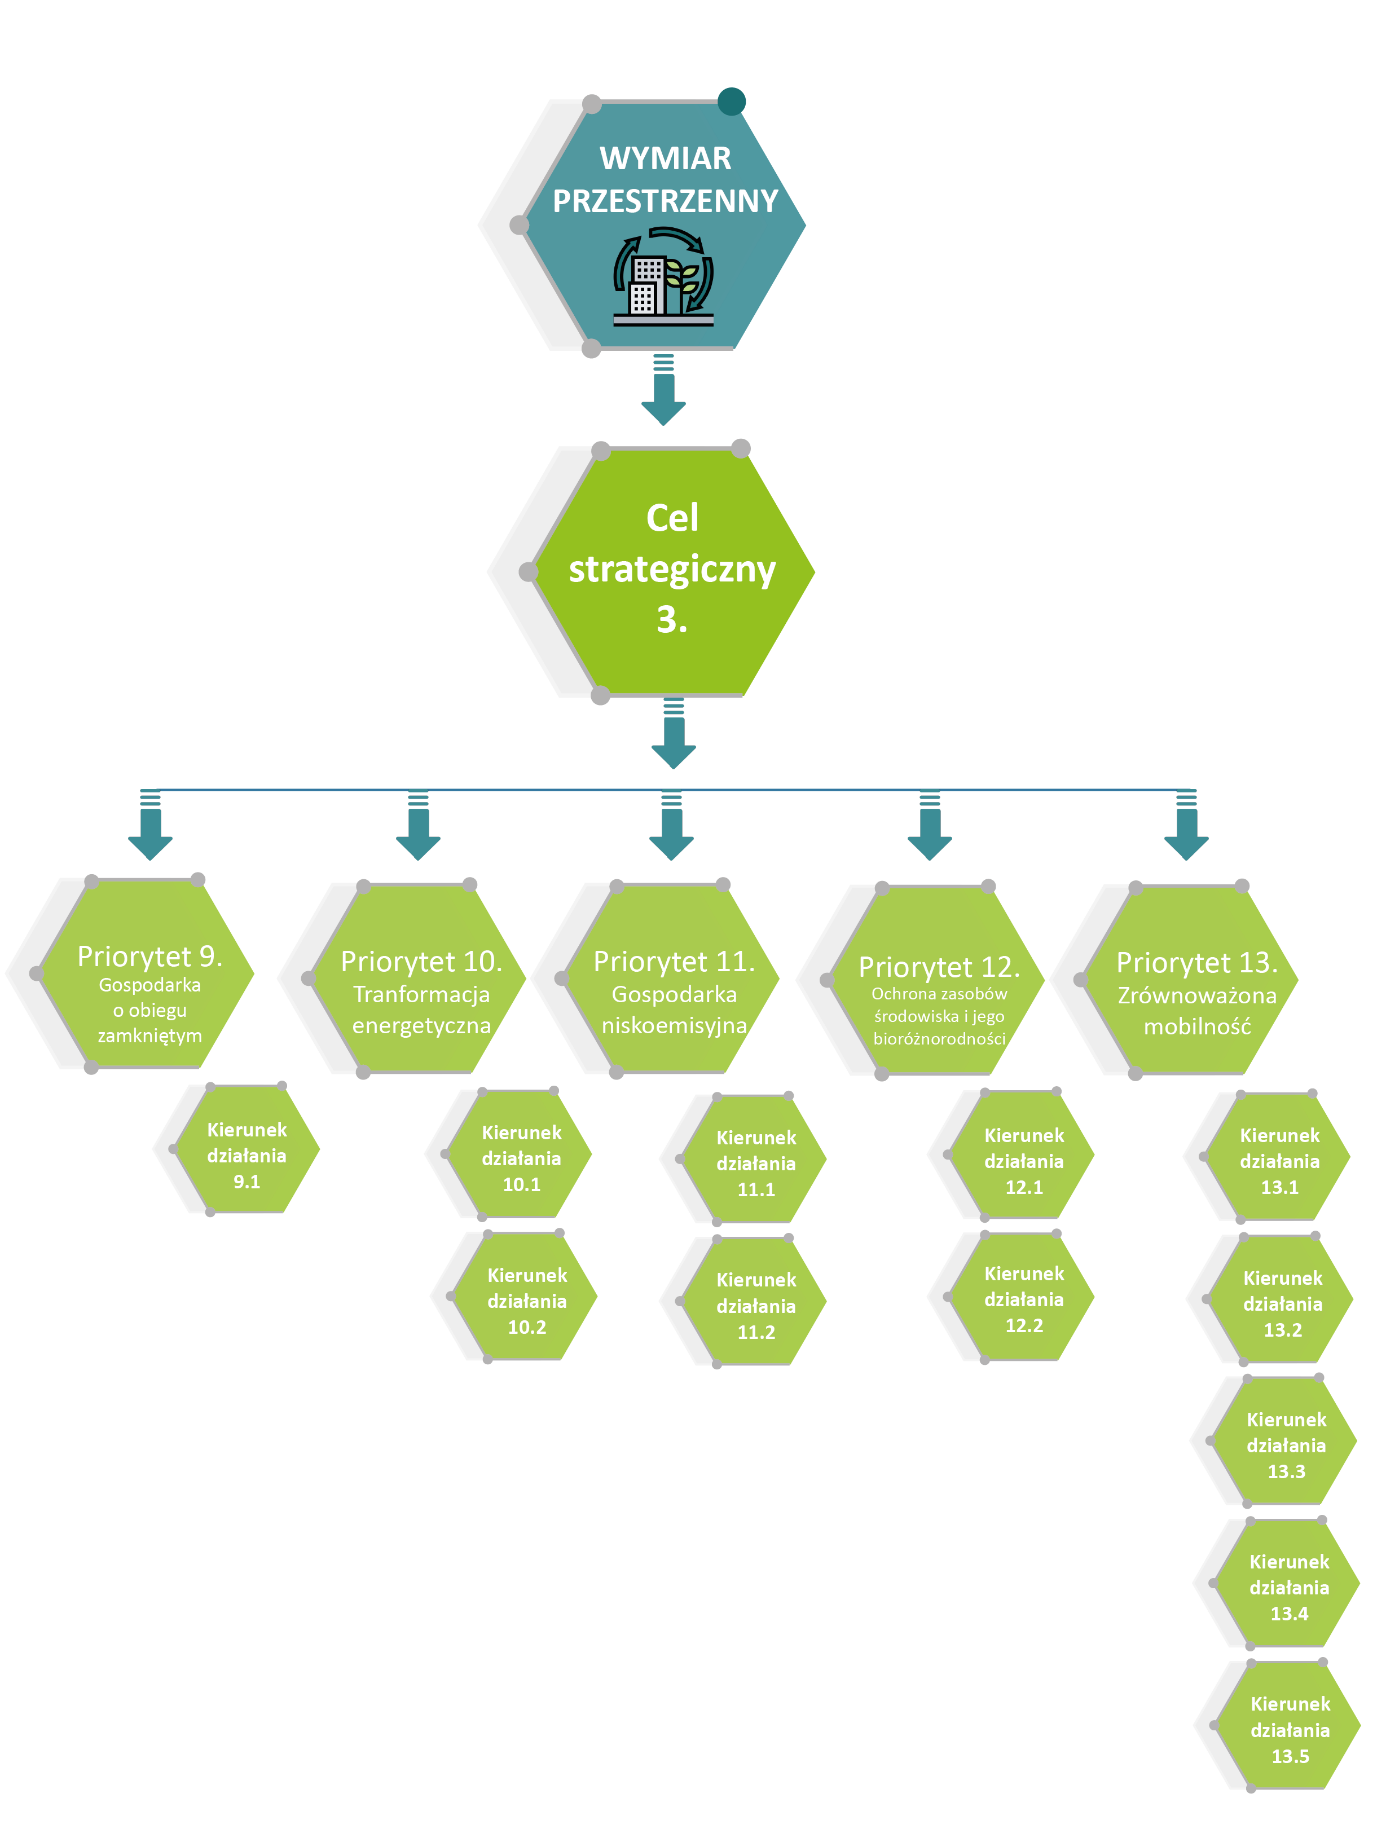 WYMIAR
PRZESTRZENNY
Cel
strategiczny
3.
Priorytet 9.
Gospodarka
o obiegu
zamkniętym
Priorytet 10.
Tranformacja
energetyczna
Priorytet 11.
Gospodarka
niskoemisyjna
Priorytet 12.
Ochrona zasobów
środowiska i jego
bioróżnorodności
Priorytet 13.
Zrównoważona
mobilność
Kierunek
działania
9.1
Kierunek
działania
10.1
Kierunek
działania
10.2
Kierunek
działania
11.1
Kierunek
działania
11.2
Kierunek
działania
12.1
Kierunek
działania
12.2
Kierunek
działania
13.1
Kierunek
działania
13.2
Kierunek
działania
13.3
Kierunek
działania
13.4
Kierunek
działania
13.5